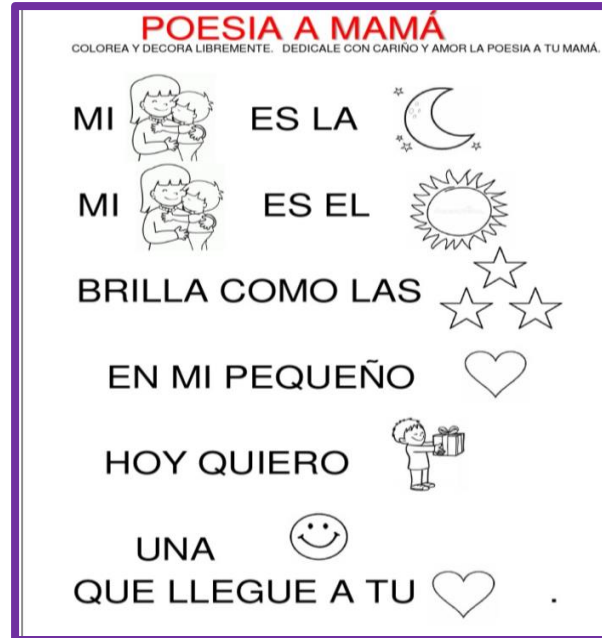 POESIA A MAMÁ
COLOREA Y DECORA LIBREMENTE. DEDICALE CON CARIÑO Y AMOR LA POESIA A TU MAMÁ.
MI ES LA
MI ES EL
BRILLA COMO LAS
EN MI PEQUEÑO
HOY QUIERO
UNA
QUE LLEGUE A TU .